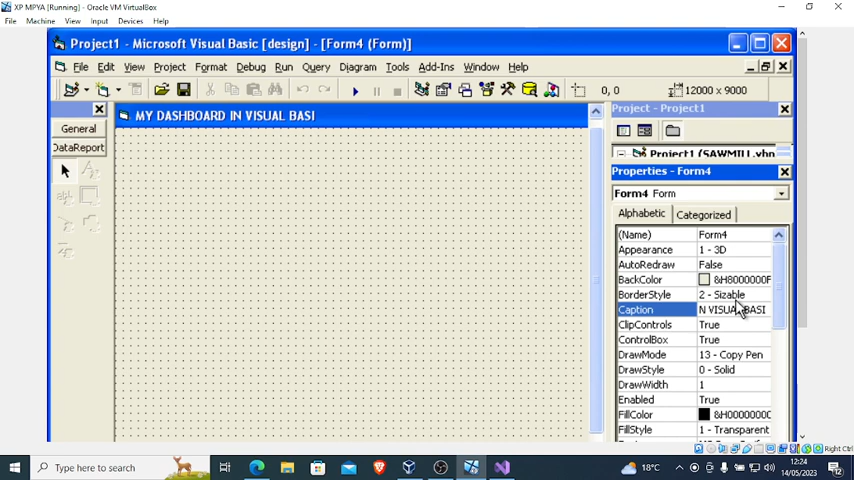 XP MPYA [Running] - Oracle VM VirtualBox
File Machine View Input Devices Help
Project1 - Microsoft Visual Basic [design] - [Form4 (Form)]
File Edit View Project Format Debug Run Query Diagram Tools Add-Ins Window Help
0, 0 12000 x 9000
General
DataReport
MY DASHBOARD IN VISUAL BASI
Project - Project1
Project1 (SAWMILL.vbp
Properties - Form4
Form4 Form
Alphabetic Categorized
(Name) Form4
Appearance 1 - 3D
AutoRedraw False
BackColor &H8000000F
BorderStyle 2 - Sizable
Caption N VISUAL BASI
ClipControls True
ControlBox True
DrawMode 13 - Copy Pen
DrawStyle 0 - Solid
DrawWidth 1
Enabled True
FillColor &H0000000C
FillStyle 1 - Transparent
Type here to search
18°C
12:24
14/05/2023